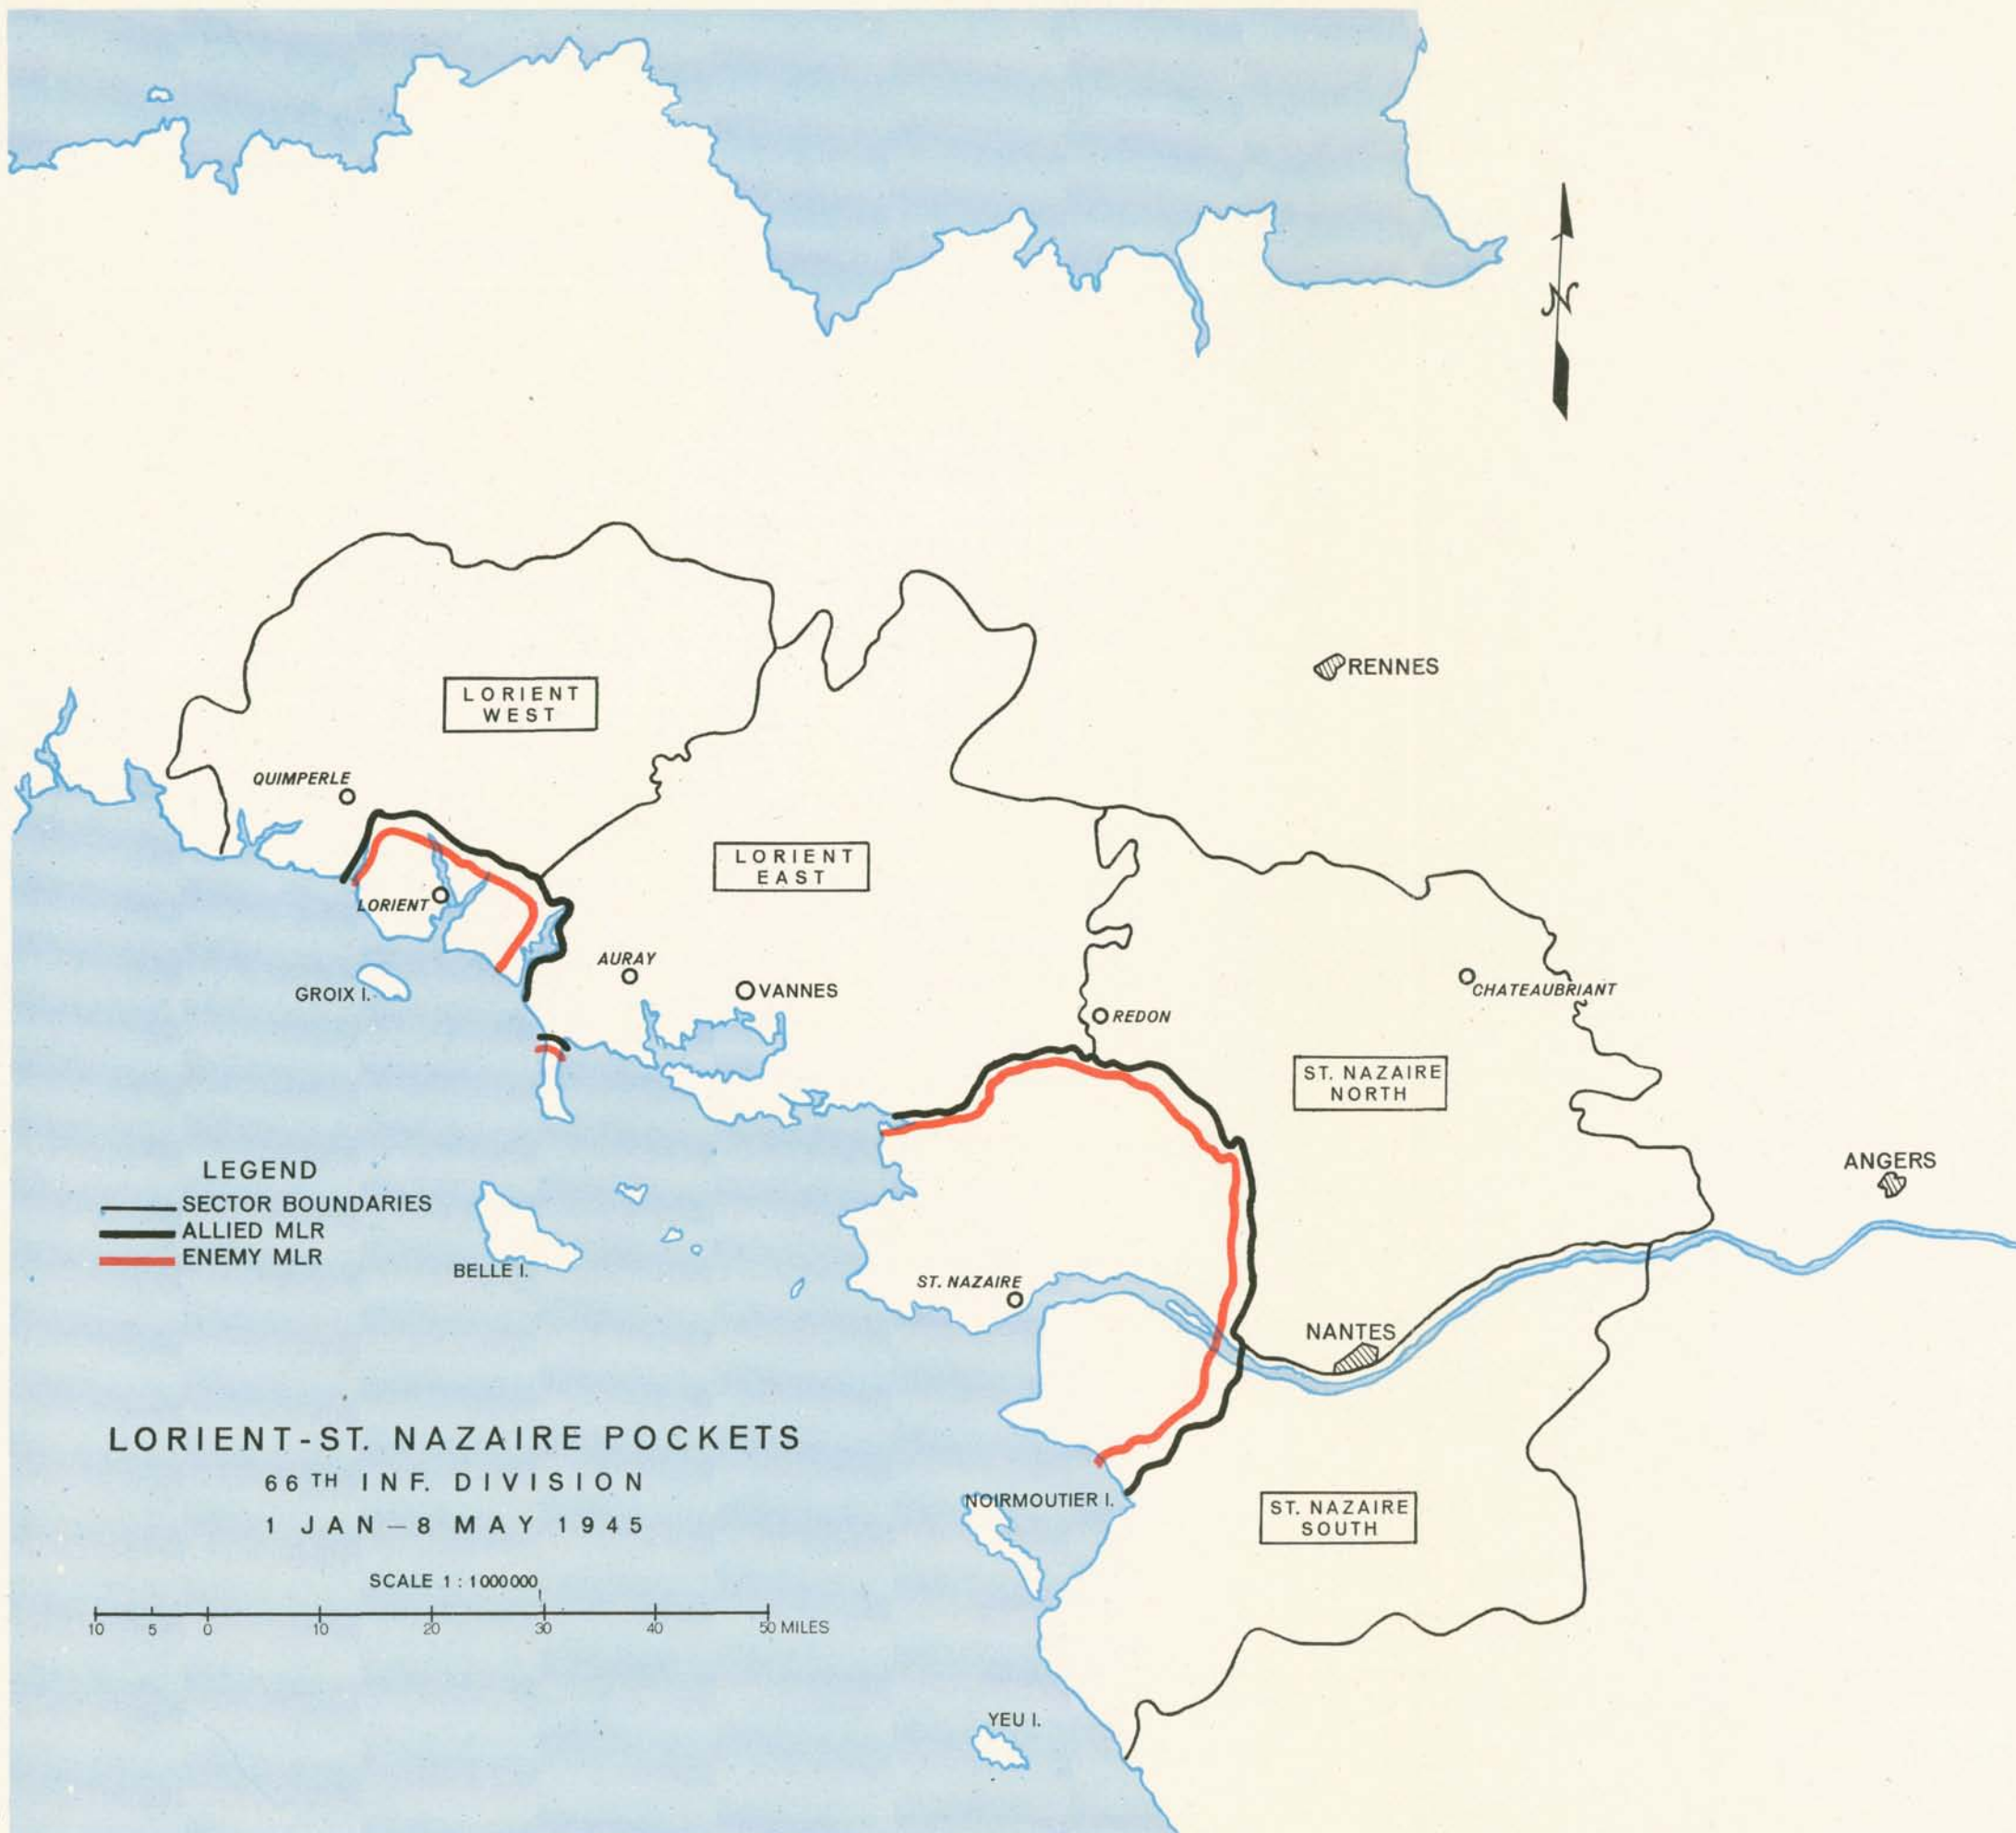 RENNES
LORIENT
WEST
QUIMPERLE
LORIENT
EAST
LORIENT
AURAY
VANNES
GROIX I.
REDON
CHATEAUBRIANT
ST. NAZAIRE
NORTH
ANGERS
LEGEND
SECTOR BOUNDARIES
ALLIED MLR
ENEMY MLR
BELLE I.
ST. NAZAIRE
NANTES
LORIENT-ST. NAZAIRE POCKETS
66TH INF. DIVISION
1 JAN – 8 MAY 1945
NOIRMOUTIER I.
ST. NAZAIRE
SOUTH
SCALE 1 : 1000000
10 5 0 10 20 30 40 50 MILES
YEU I.
N